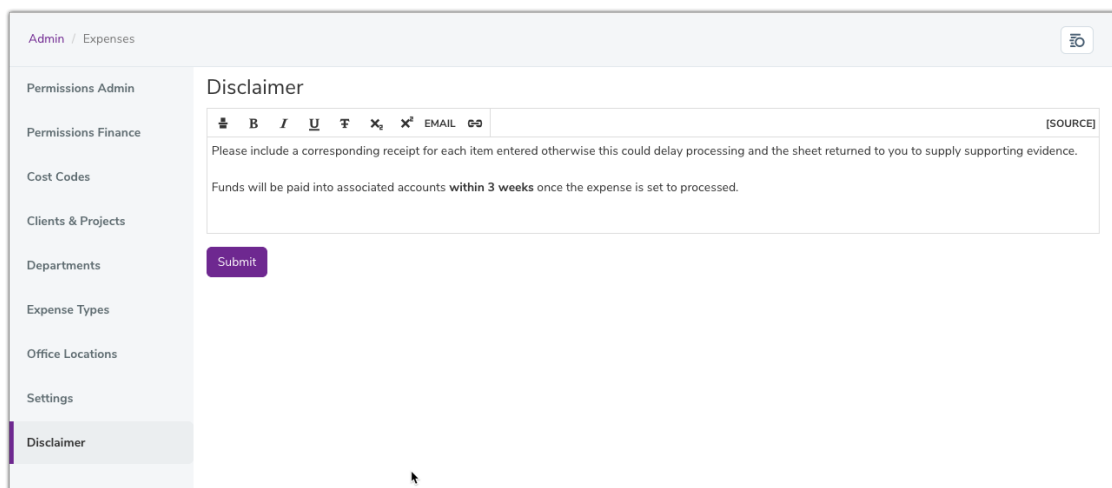 Admin / Expenses
Permissions Admin
Permissions Finance
Cost Codes
Clients & Projects
Departments
Expense Types
Office Locations
Settings
Disclaimer
Disclaimer
B I U T X₂ X² EMAIL [SOURCE]
Please include a corresponding receipt for each item entered otherwise this could delay processing and the sheet returned to you to supply supporting evidence.
Funds will be paid into associated accounts within 3 weeks once the expense is set to processed.
Submit